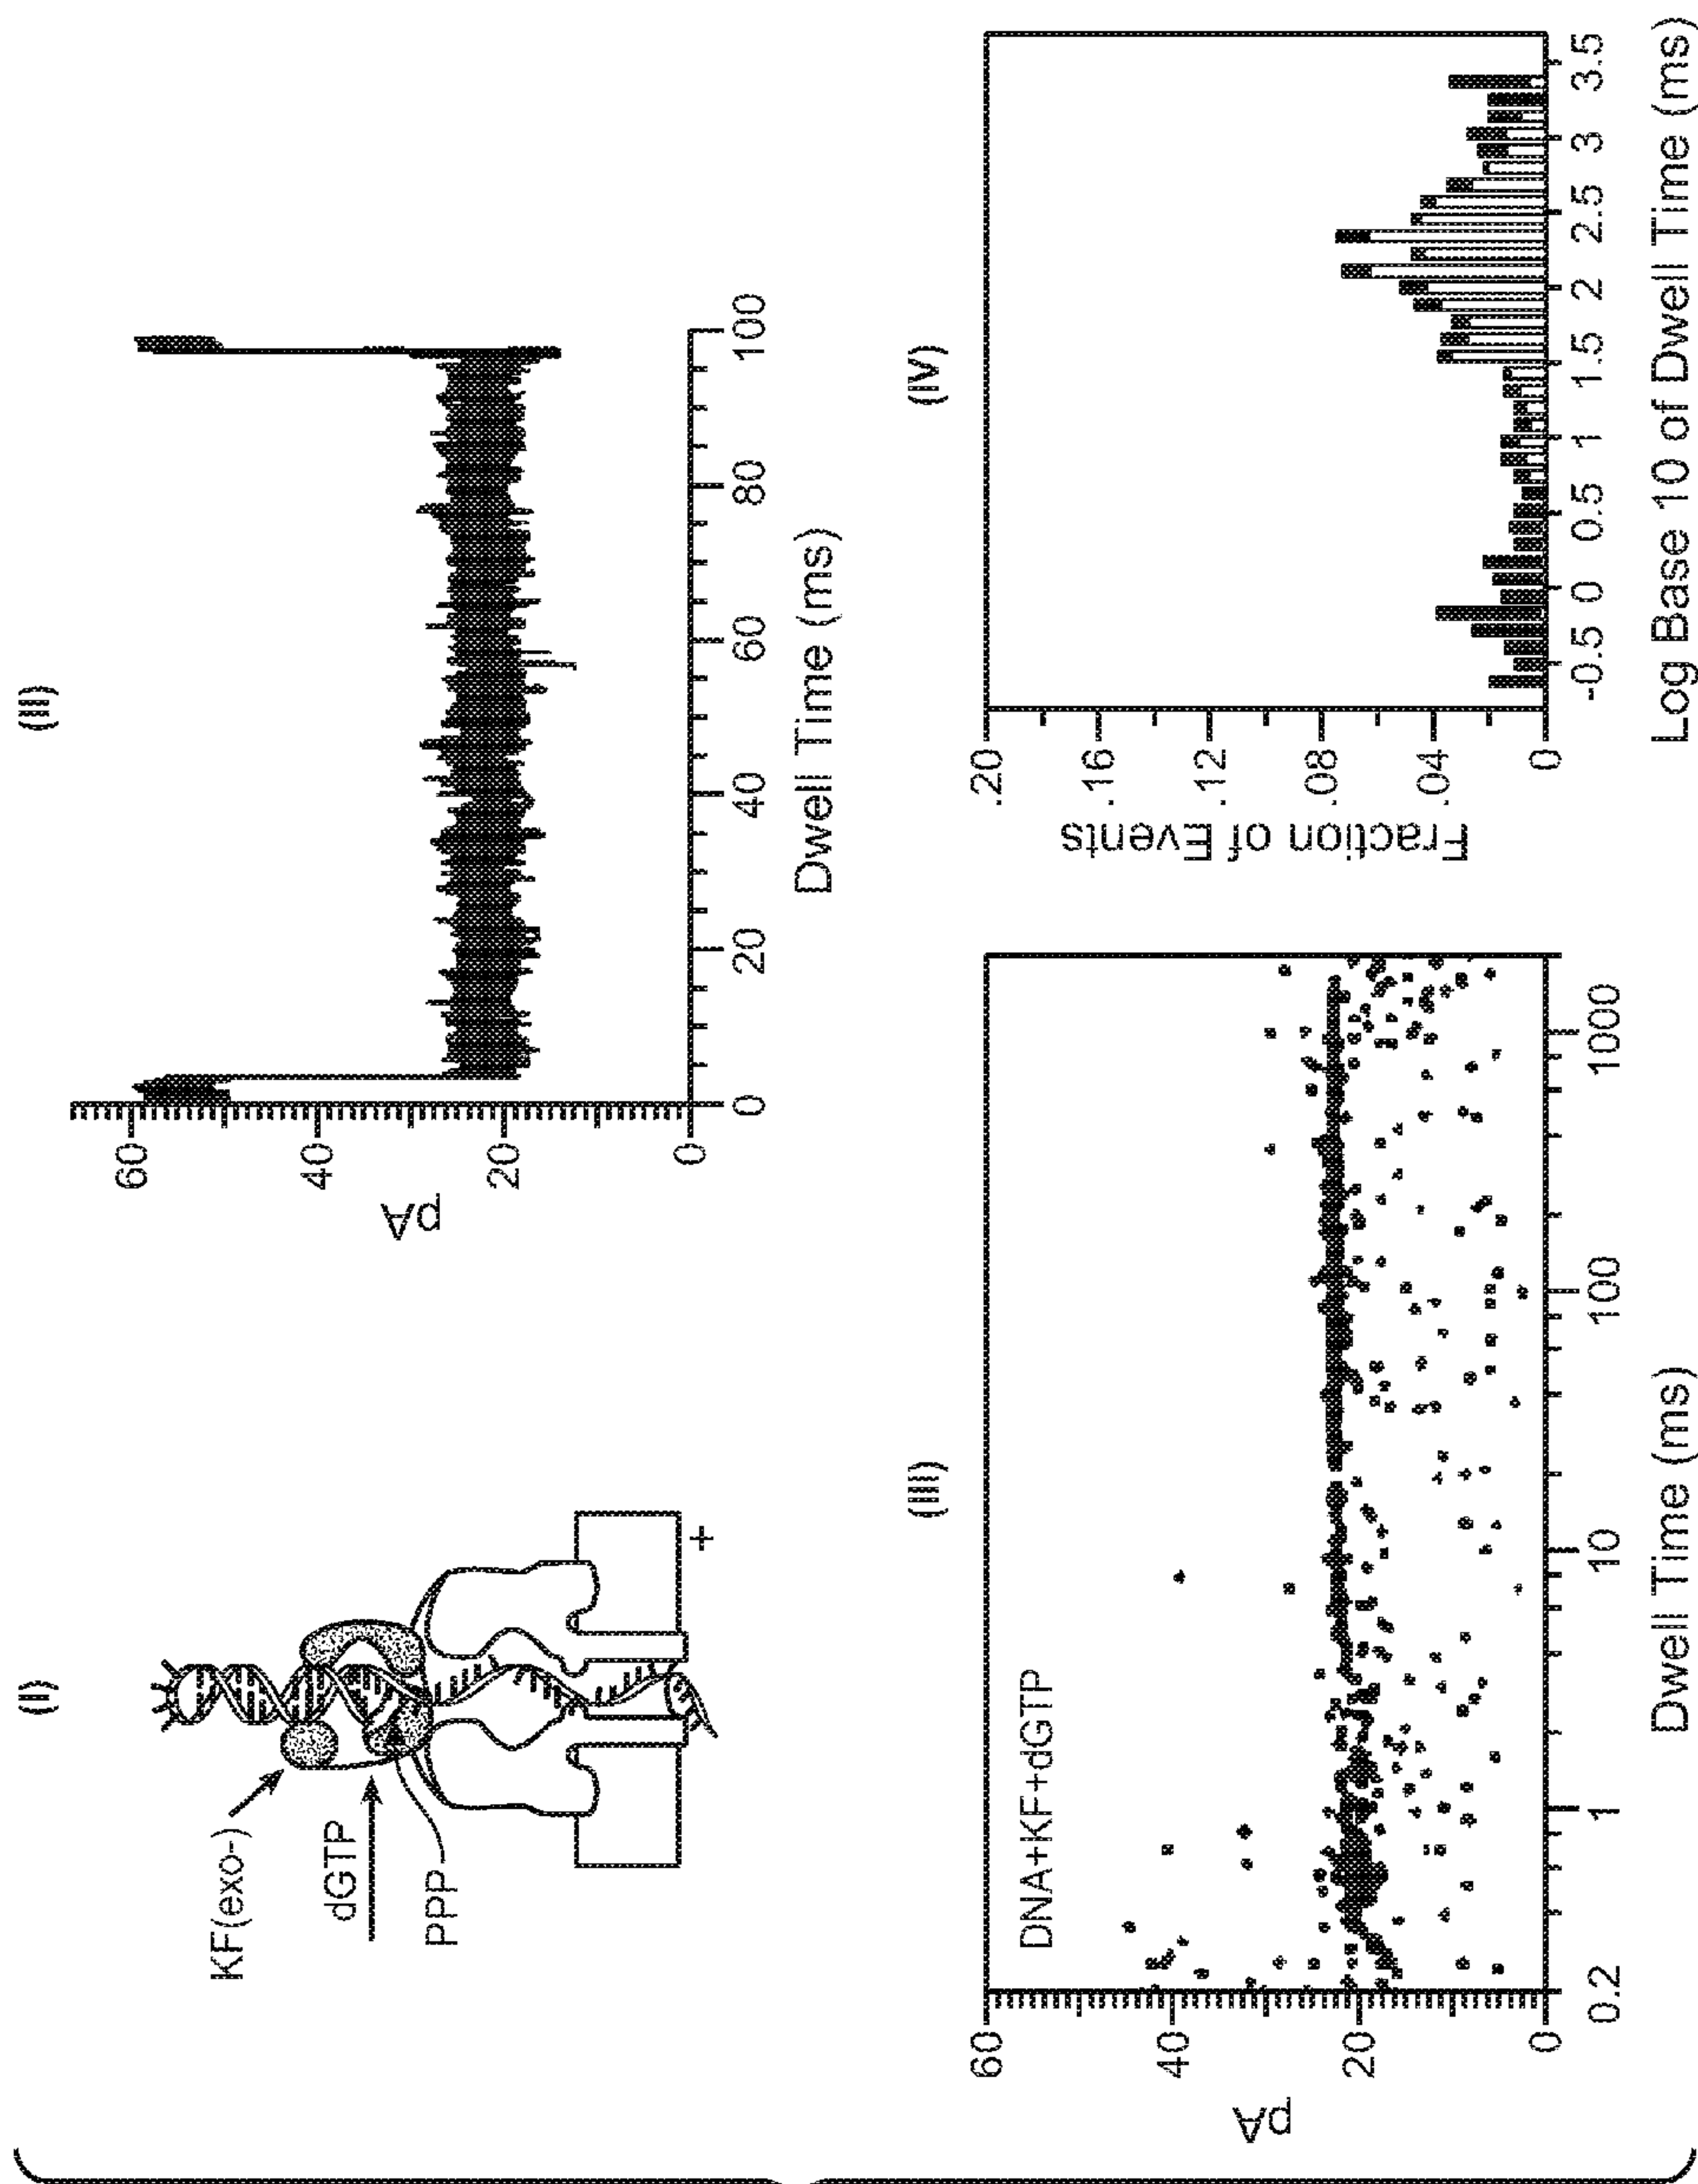 (I)
KF(exo-)
dGTP
PPP
+
(II)
60
40
20
0
pA
0 20 40 60 80 100
Dwell Time (ms)
(III)
DNA+KF+dGTP
60
40
20
0
pA
0.2 1 10 100 1000
Dwell Time (ms)
(IV)
.20
.16
.12
.08
.04
0
Fraction of Events
-0.5 0 0.5 1 1.5 2 2.5 3 3.5
Log Base 10 of Dwell Time (ms)